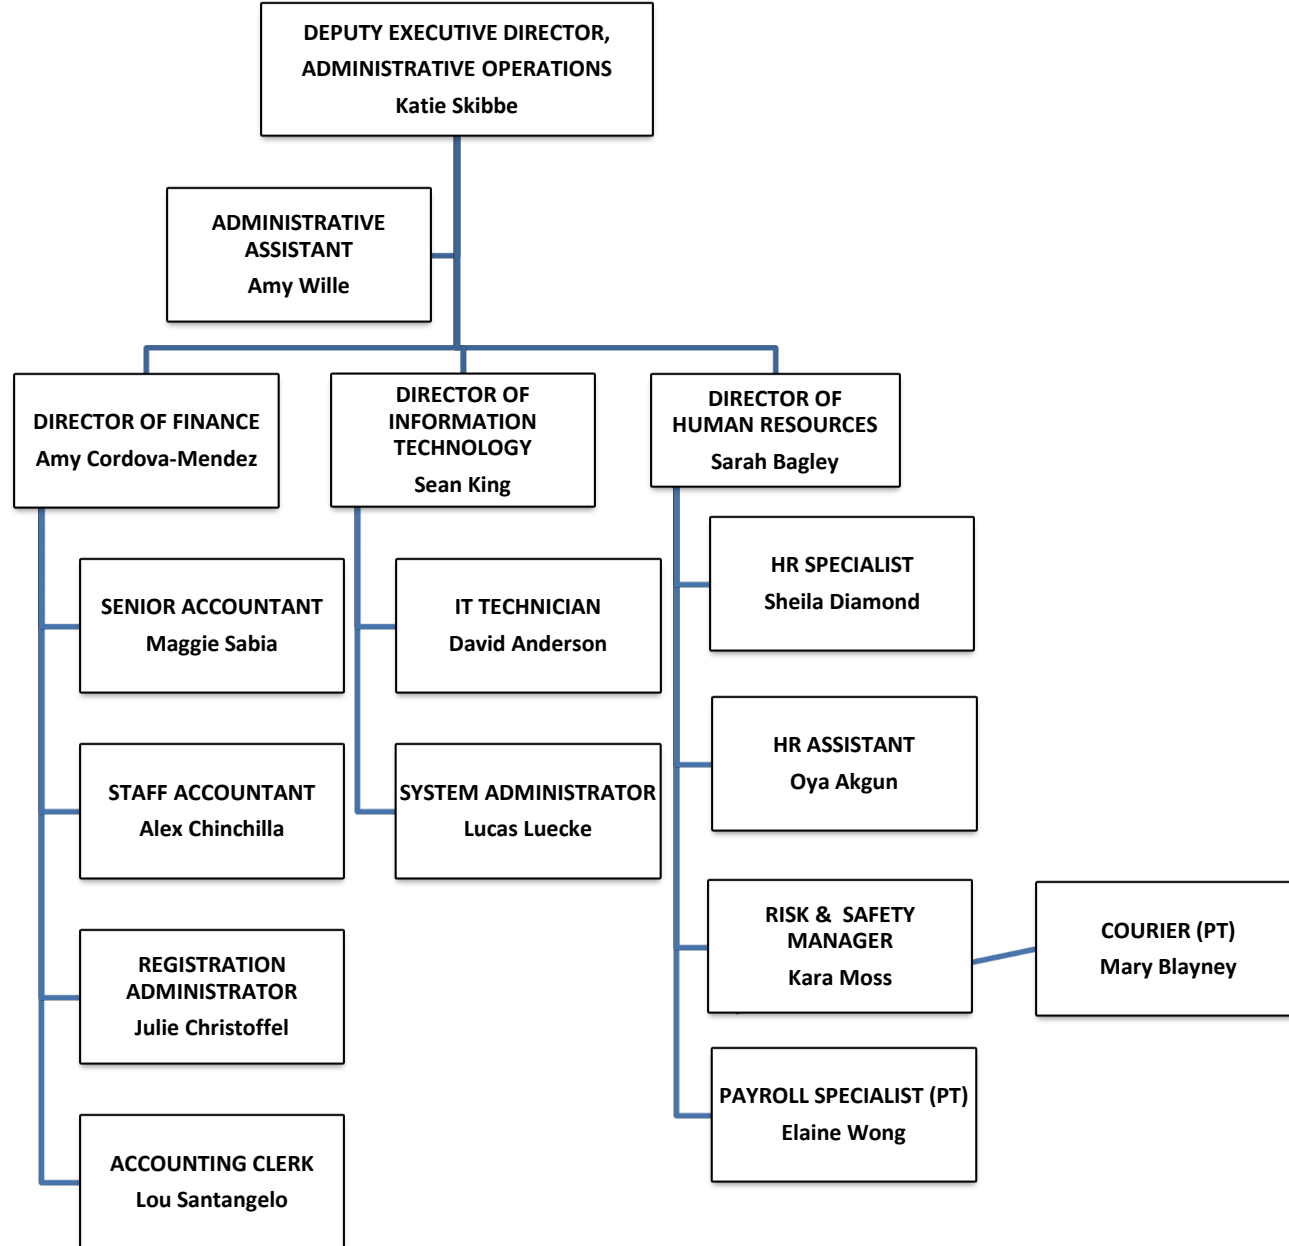 DEPUTY EXECUTIVE DIRECTOR,
ADMINISTRATIVE OPERATIONS
Katie Skibbe
ADMINISTRATIVE
ASSISTANT
Amy Wille
DIRECTOR OF FINANCE
Amy Cordova-Mendez
DIRECTOR OF
INFORMATION
TECHNOLOGY
Sean King
DIRECTOR OF
HUMAN RESOURCES
Sarah Bagley
SENIOR ACCOUNTANT
Maggie Sabia
STAFF ACCOUNTANT
Alex Chinchilla
REGISTRATION
ADMINISTRATOR
Julie Christoffel
ACCOUNTING CLERK
Lou Santangelo
IT TECHNICIAN
David Anderson
SYSTEM ADMINISTRATOR
Lucas Luecke
HR SPECIALIST
Sheila Diamond
HR ASSISTANT
Oya Akgun
RISK &  SAFETY
MANAGER
Kara Moss
COURIER (PT)
Mary Blayney
PAYROLL SPECIALIST (PT)
Elaine Wong